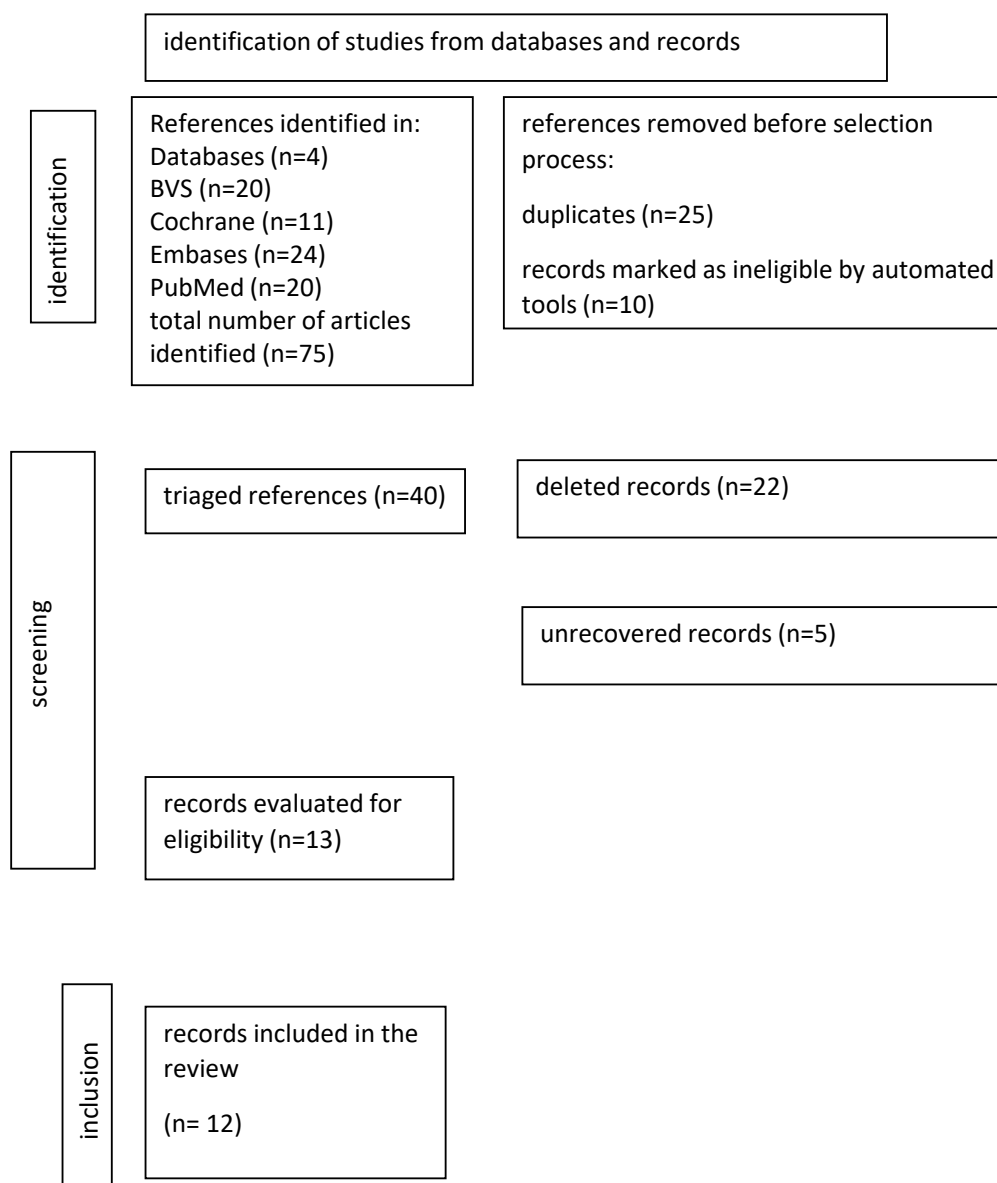 identification of studies from databases and records
identification
References identified in:
Databases (n=4)
BVS (n=20)
Cochrane (n=11)
Embases (n=24)
PubMed (n=20)
total number of articles
identified (n=75)
references removed before selection
process:
duplicates (n=25)
records marked as ineligible by automated
tools (n=10)
screening
triaged references (n=40)
deleted records (n=22)
unrecovered records (n=5)
records evaluated for
eligibility (n=13)
inclusion
records included in the
review
(n= 12)